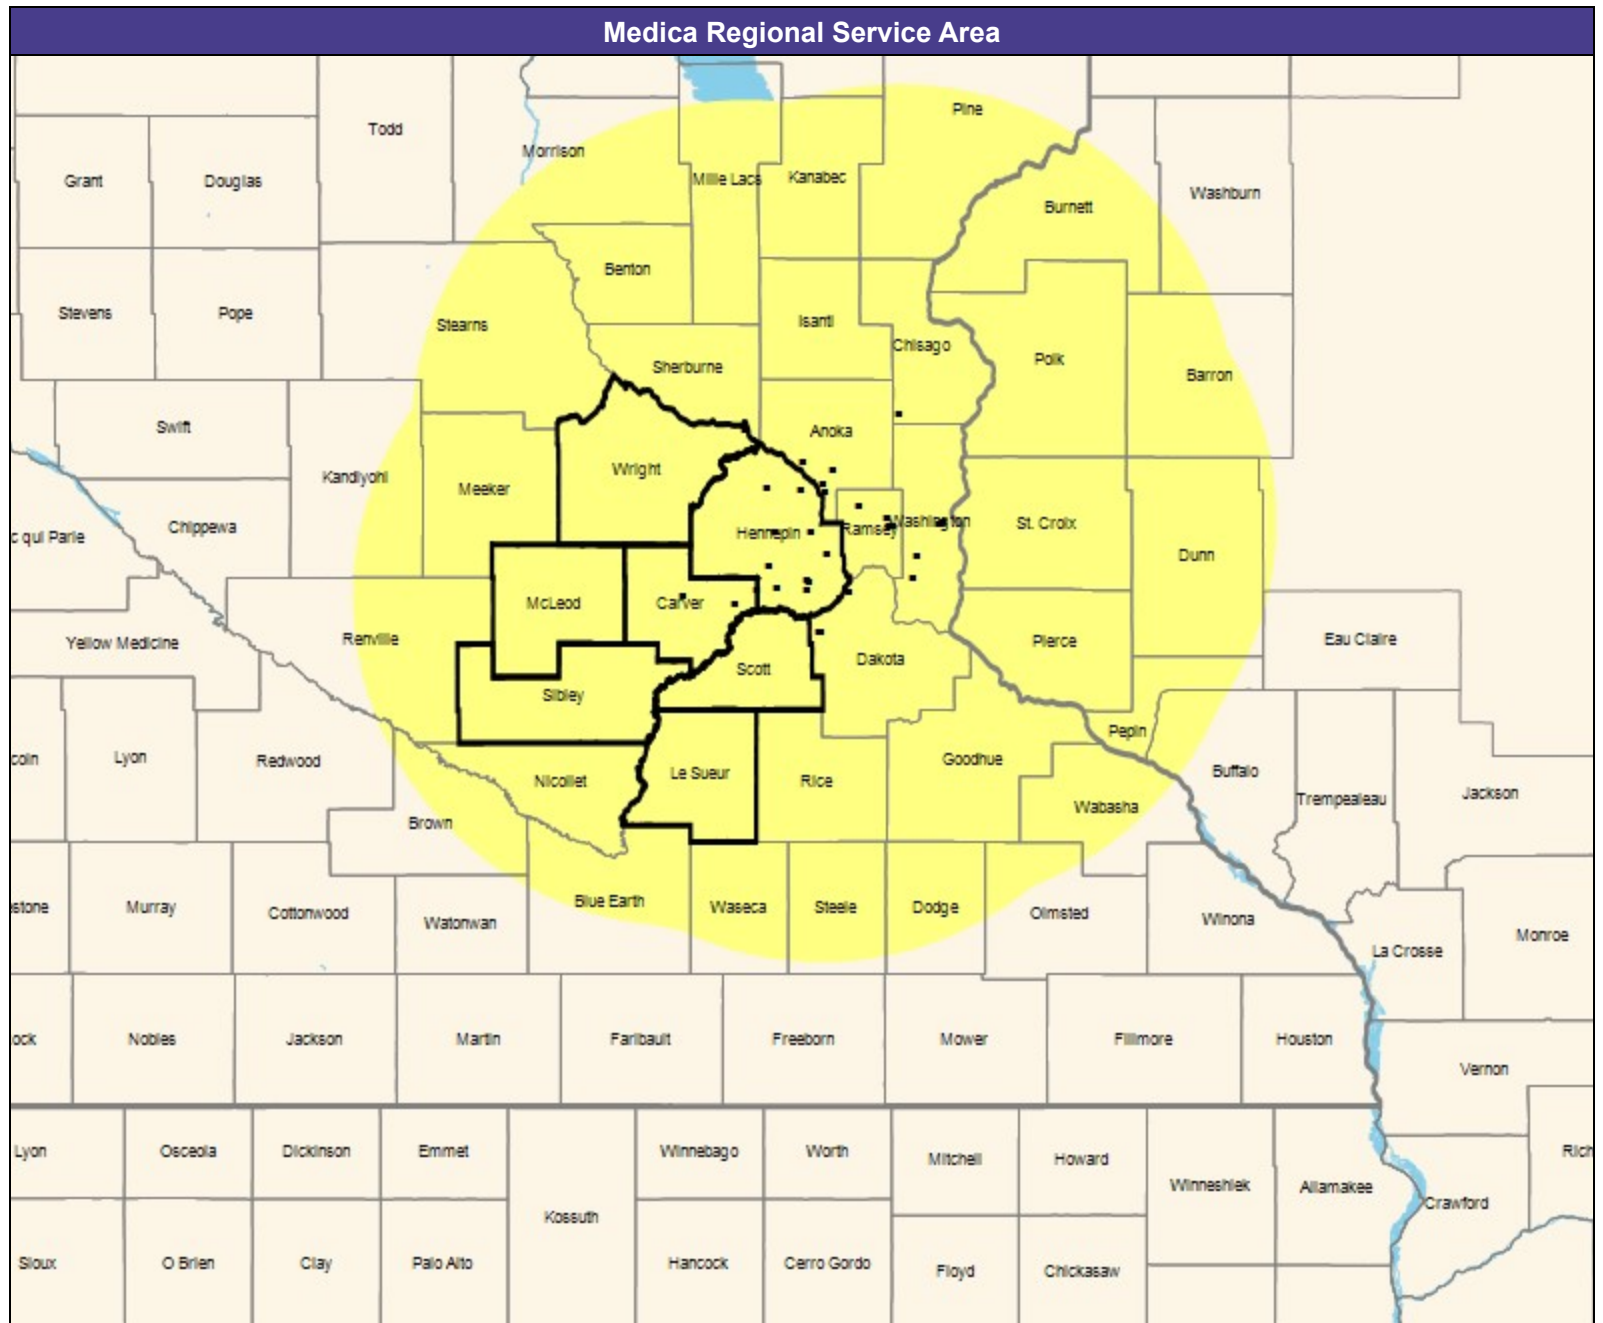 Medica Regional Service Area
Pine
Todd
Morrison
Grant
Douglas
Mille Lacs
Kanabec
Washburn
Burnett
Benton
Stevens
Pope
Stearns
Isanti
Chisago
Polk
Sherburne
Barron
Swift
Anoka
Kandiyohi
Wright
Meeker
Chippewa
Hennepin
Ramsey
Washington
St. Croix
c qui Parle
Dunn
McLeod
Carver
Yellow Medicine
Renville
Pierce
Eau Claire
Scott
Dakota
Sibley
coln
Lyon
Redwood
Pepin
Nicollet
Le Sueur
Rice
Goodhue
Buffalo
Trempealeau
Jackson
Brown
Wabasha
stone
Murray
Cottonwood
Watonwan
Blue Earth
Waseca
Steele
Dodge
Olmsted
Winona
La Crosse
Monroe
ock
Nobles
Jackson
Martin
Faribault
Freeborn
Mower
Fillmore
Houston
Vernon
Lyon
Osceola
Dickinson
Emmet
Winnebago
Worth
Mitchell
Howard
Rich
Winneshiek
Allamakee
Crawford
Kossuth
Sioux
O Brien
Clay
Palo Alto
Hancock
Cerro Gordo
Floyd
Chickasaw